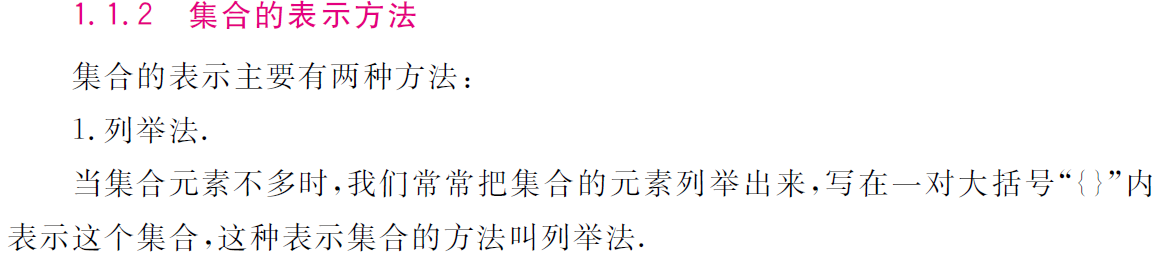 1.1.2 集合的表示方法
集合的表示主要有两种方法:
1. 列举法.
当集合元素不多时,我们常常把集合的元素列举出来,写在一对大括号“{ }”内
表示这个集合,这种表示集合的方法叫列举法.